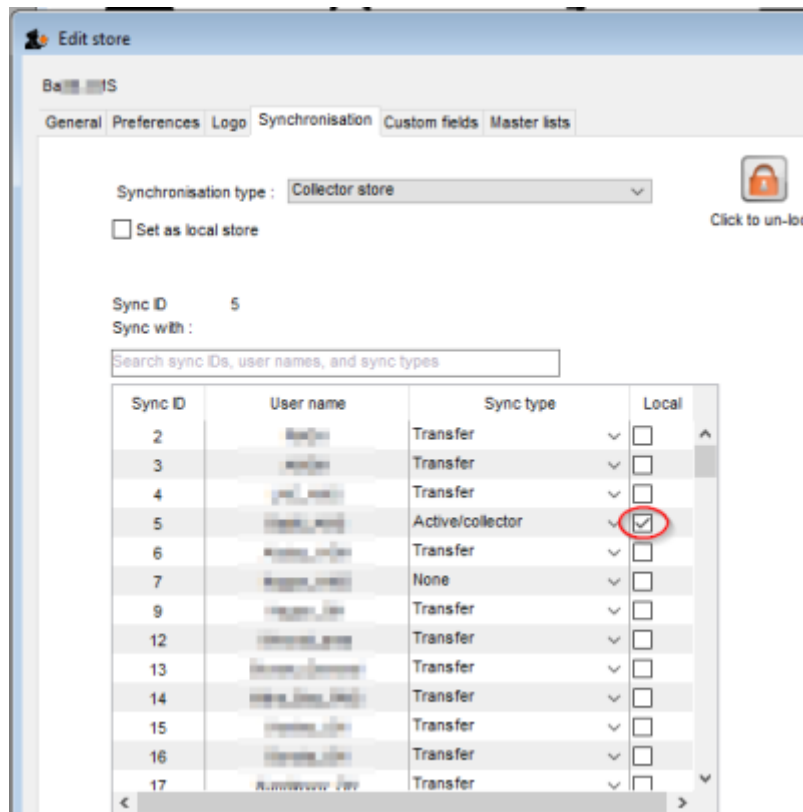 Edit store
General Preferences Logo Synchronisation Custom fields Master lists
Synchronisation type : Collector store
Set as local store
Click to un-loc
Sync ID 5
Sync with :
Search sync IDs, user names, and sync types
Sync ID User name Sync type Local
2 Transfer
3 Transfer
4 Transfer
5 Active/collector
6 Transfer
7 None
9 Transfer
12 Transfer
13 Transfer
14 Transfer
15 Transfer
16 Transfer
17 Transfer